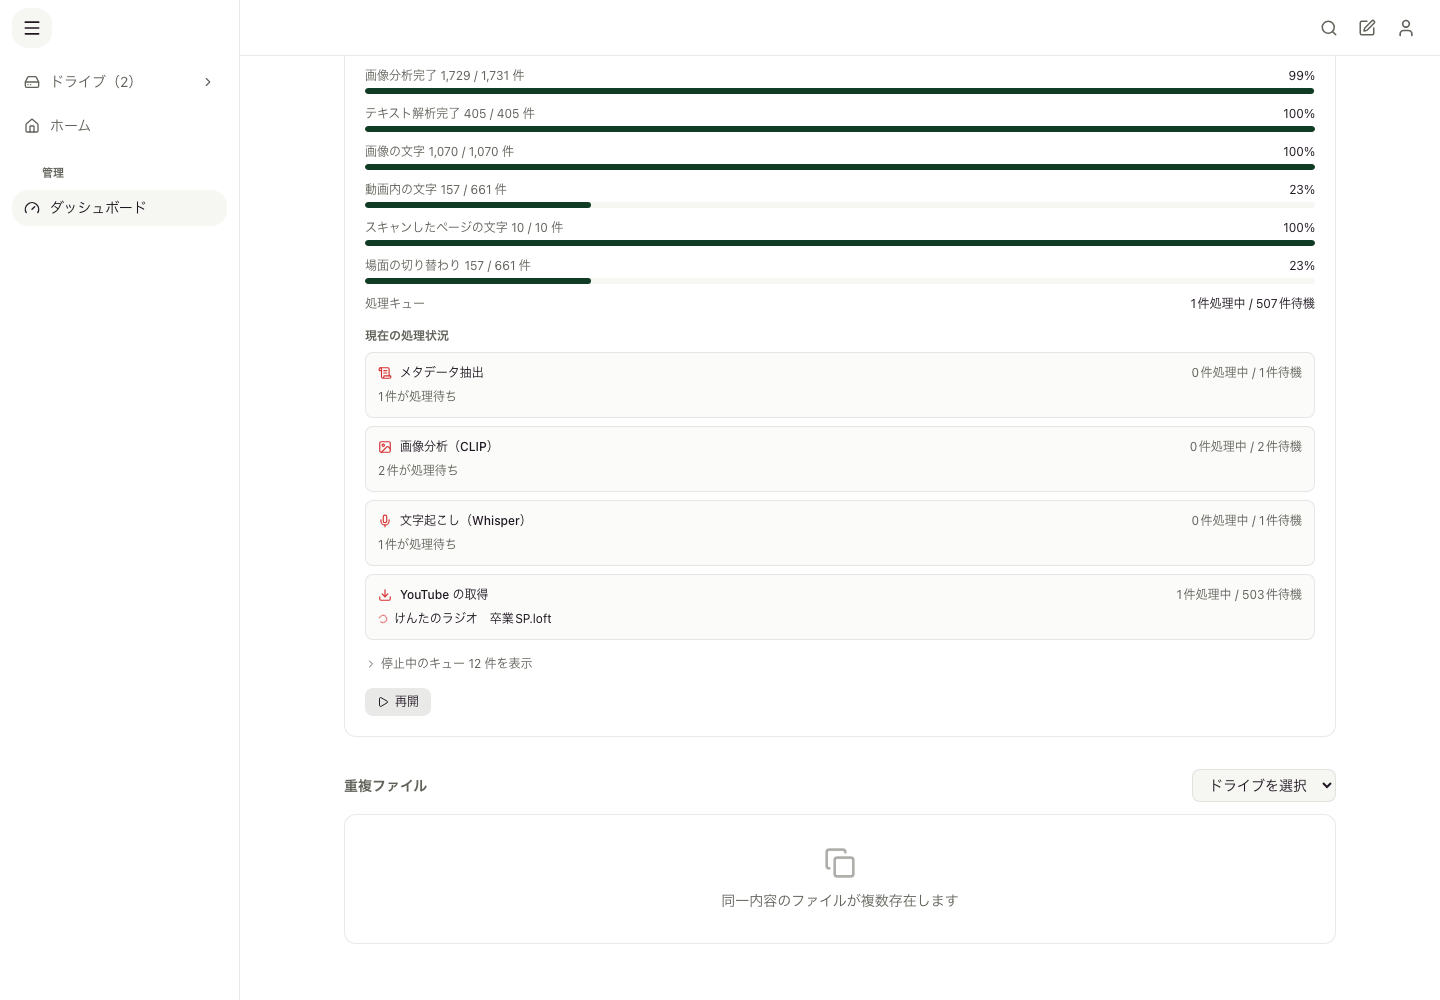 ドライブ（2）
ホーム
管理
ダッシュボード
画像分析完了 1,729 / 1,731 件 99%
テキスト解析完了 405 / 405 件 100%
画像の文字 1,070 / 1,070 件 100%
動画内の文字 157 / 661 件 23%
スキャンしたページの文字 10 / 10 件 100%
場面の切り替わり 157 / 661 件 23%
処理キュー 1件処理中 / 507件待機
現在の処理状況
メタデータ抽出 0件処理中 / 1件待機
1件が処理待ち
画像分析（CLIP） 0件処理中 / 2件待機
2件が処理待ち
文字起こし（Whisper） 0件処理中 / 1件待機
1件が処理待ち
YouTube の取得 1件処理中 / 503件待機
けんたのラジオ　卒業SP.loft
停止中のキュー 12 件を表示
再開
重複ファイル ドライブを選択
同一内容のファイルが複数存在します